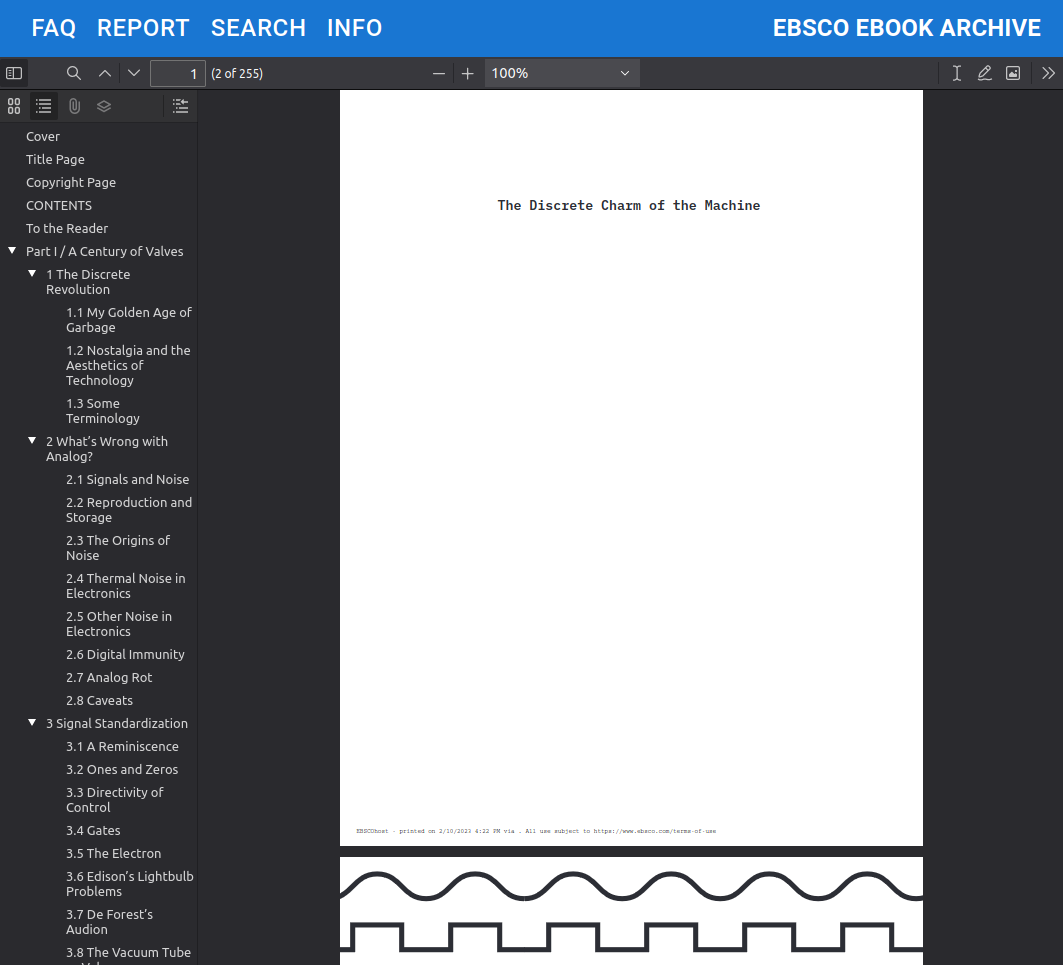 FAQ REPORT SEARCH INFO EBSCO EBOOK ARCHIVE
1 (2 of 255) 100%
Cover
Title Page
Copyright Page
CONTENTS
To the Reader
Part I / A Century of Valves
1 The Discrete
Revolution
1.1 My Golden Age of
Garbage
1.2 Nostalgia and the
Aesthetics of
Technology
1.3 Some
Terminology
2 What’s Wrong with
Analog?
2.1 Signals and Noise
2.2 Reproduction and
Storage
2.3 The Origins of
Noise
2.4 Thermal Noise in
Electronics
2.5 Other Noise in
Electronics
2.6 Digital Immunity
2.7 Analog Rot
2.8 Caveats
3 Signal Standardization
3.1 A Reminiscence
3.2 Ones and Zeros
3.3 Directivity of
Control
3.4 Gates
3.5 The Electron
3.6 Edison’s Lightbulb
Problems
3.7 De Forest’s
Audion
3.8 The Vacuum Tube
The Discrete Charm of the Machine
EBSCOhost - printed on 2/10/2023 4:22 PM via . All use subject to https://www.ebsco.com/terms-of-use